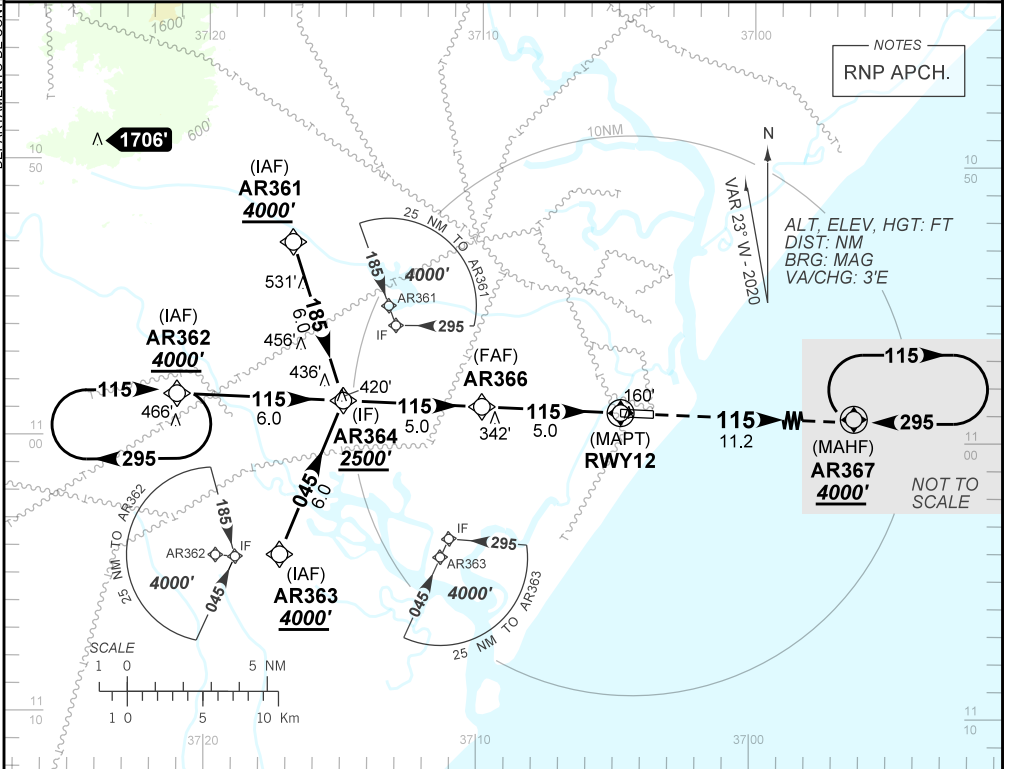 1600
37 20
37 10
37 00
NOTES
RNP APCH.
1706'
600'
10NM
10
50
10
50
N
VAR 23° W - 2020
ALT, ELEV, HGT: FT
DIST: NM
BRG: MAG
VA/CHG: 3'E
(IAF)
AR361
4000'
25 NM TO AR361
185
4000'
AR361
IF
295
531'
185
6.0
456'
436'
420'
(IAF)
AR362
4000'
115
466'
295
115
6.0
(IF)
AR364
2500'
115
5.0
(FAF)
AR366
342'
115
5.0
160'
(MAPT)
RWY12
115
11.2
115
295
(MAHF)
AR367
4000'
NOT TO
SCALE
11
00
11
00
045
6.0
(IAF)
AR363
4000'
25 NM TO AR362
185
IF
AR362
4000'
045
IF
295
AR363
4000'
045
25 NM TO AR363
SCALE
1 0 5 NM
1 0 5 10 Km
11
10
11
10
37 20
37 10
37 00